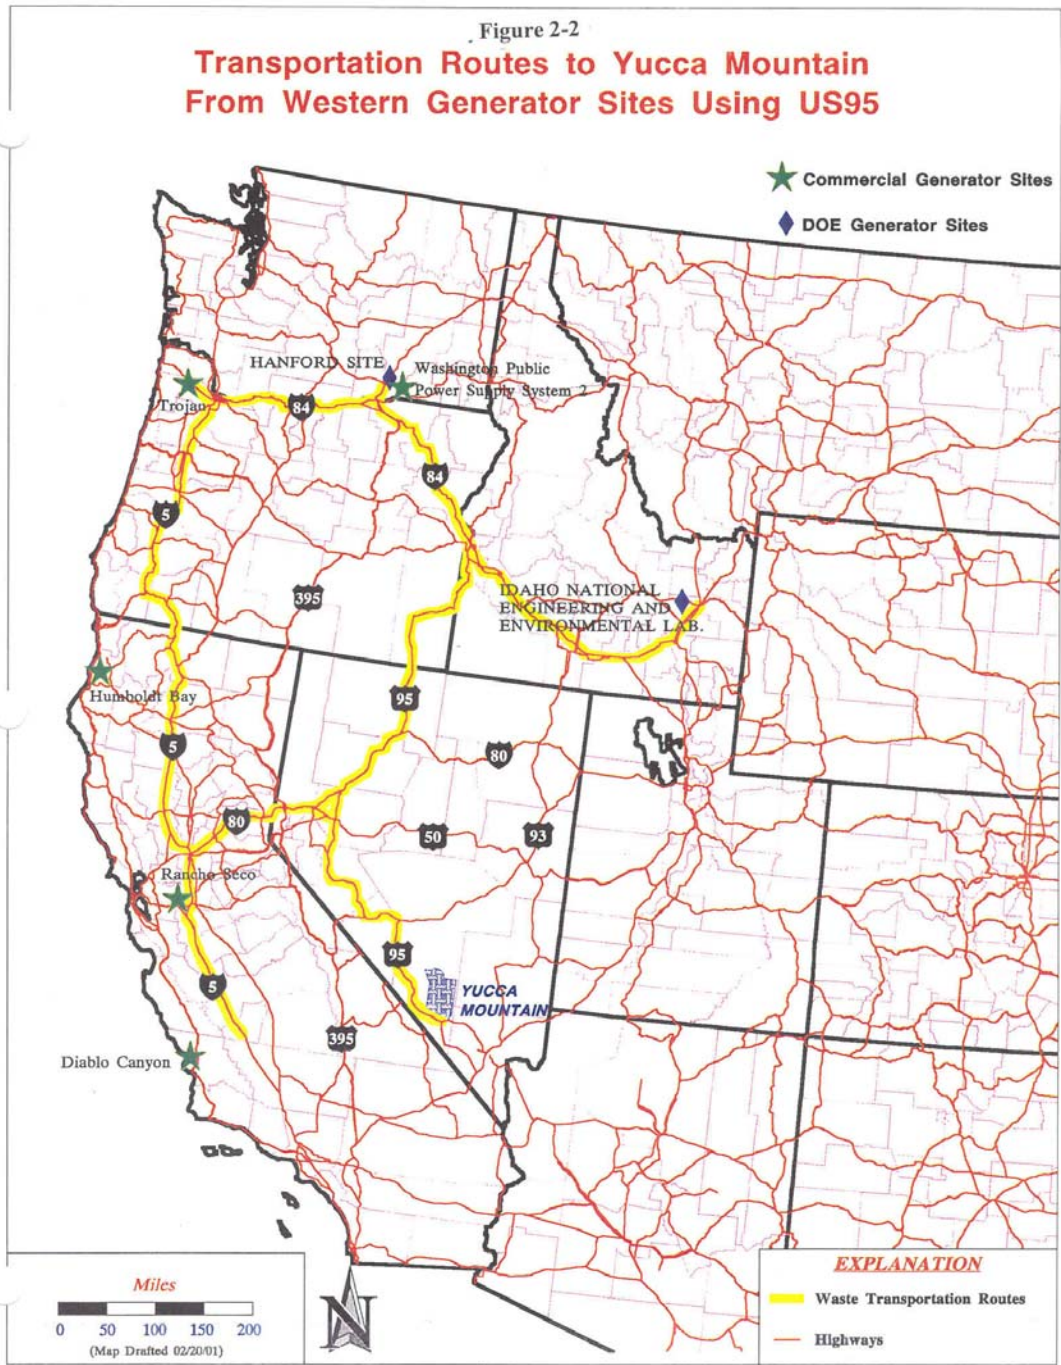 Figure 2-2
Transportation Routes to Yucca Mountain
From Western Generator Sites Using US95
Commercial Generator Sites
DOE Generator Sites
HANFORD SITE
Washington Public
Power Supply System 2
Trojan
84
84
5
395
IDAHO NATIONAL
ENGINEERING AND
ENVIRONMENTAL LAB.
Humboldt Bay
95
5
80
80
50
93
Rancho Seco
95
5
YUCCA
MOUNTAIN
395
Diablo Canyon
Miles
0 50 100 150 200
(Map Drafted 02/20/01)
N
EXPLANATION
Waste Transportation Routes
Highways